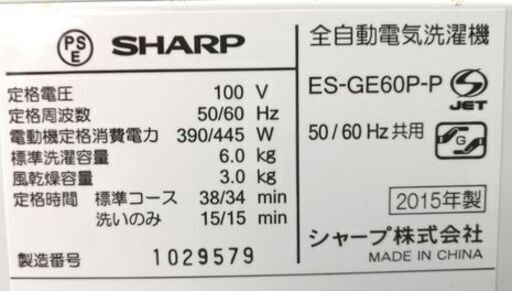 PS
E
SHARP
定格電圧 100 V
定格周波数 50/60 Hz
電動機定格消費電力 390/445 W
標準洗濯容量 6.0 kg
風乾燥容量 3.0 kg
定格時間 標準コース 38/34 min
洗いのみ 15/15 min
製造番号 1029579
全自動電気洗濯機
ES-GE60P-P
JET
50/60 Hz 共用
G
2015年製
シャープ株式会社
MADE IN CHINA